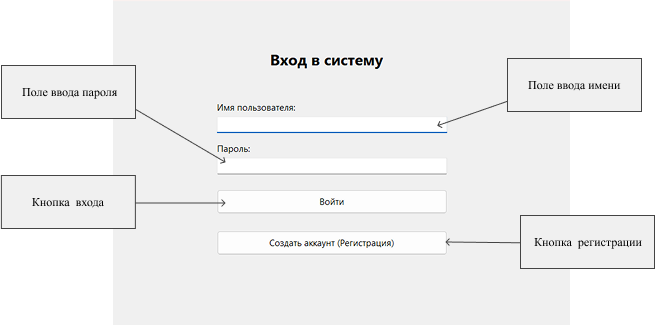 Вход в систему
Поле ввода пароля
Поле ввода имени
Имя пользователя:
Пароль:
Кнопка входа
Войти
Создать аккаунт (Регистрация)
Кнопка регистрации